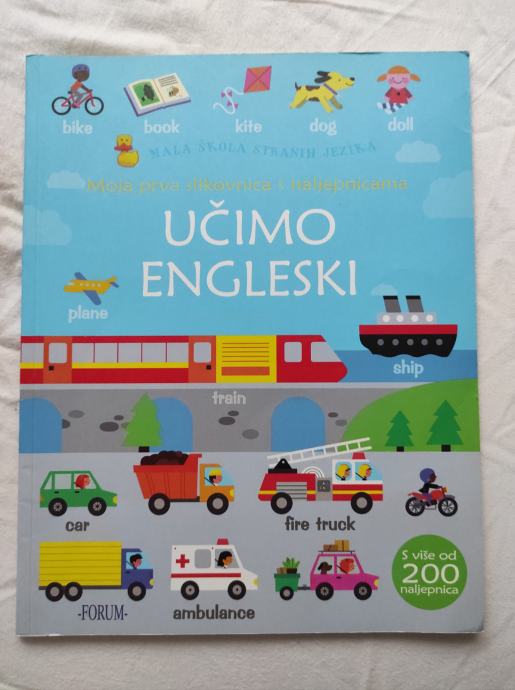 bike book kite dog doll
MALA ŠKOLA STRANIH JEZIKA
Moja prva slikovnica s naljepnicama
UČIMO
ENGLESKI
plane
ship
train
car fire truck
S više od
200
naljepnica
-FORUM- ambulance